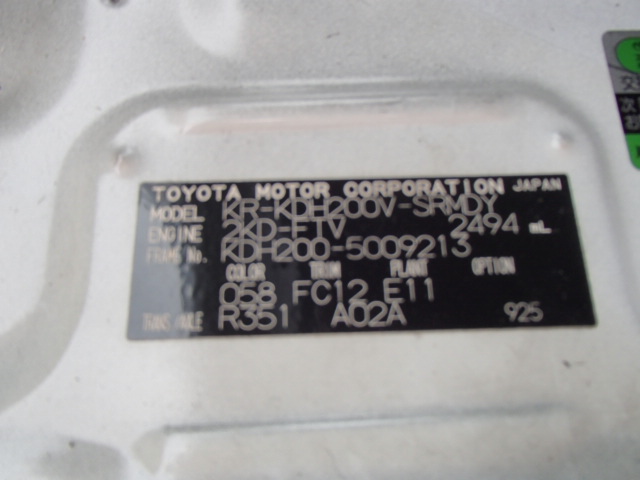 TOYOTA MOTOR CORPORATION JAPAN
MODEL KR-KDH200V-SRMDY
ENGINE 2KD-FTV 2494 mL
FRAME No. KDH200-5009213
COLOR TRIM PLANT OPTION
058 FC12 E11
TRANS./AXLE R351 A02A 925